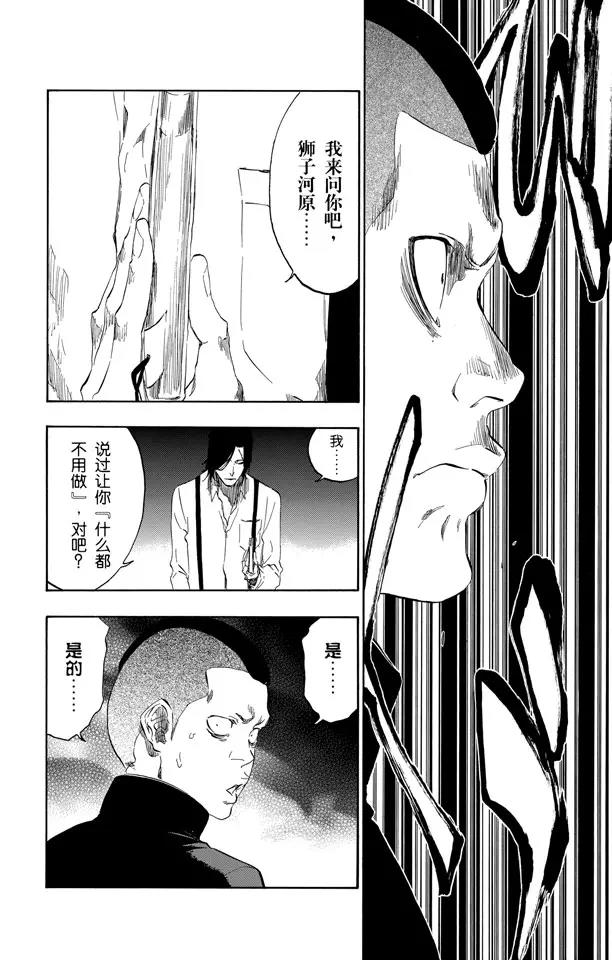 我来问你吧，
狮子河原……
我……
说过让你『什么都
不用做』，对吧？
是……
是的……